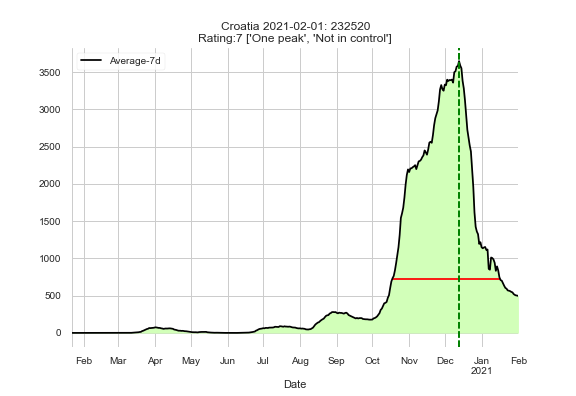 Croatia 2021-02-01: 232520
Rating:7 ['One peak', 'Not in control']
Average-7d
3500
3000
2500
2000
1500
1000
500
0
Feb Mar Apr May Jun Jul Aug Sep Oct Nov Dec Jan Feb
2021
Date